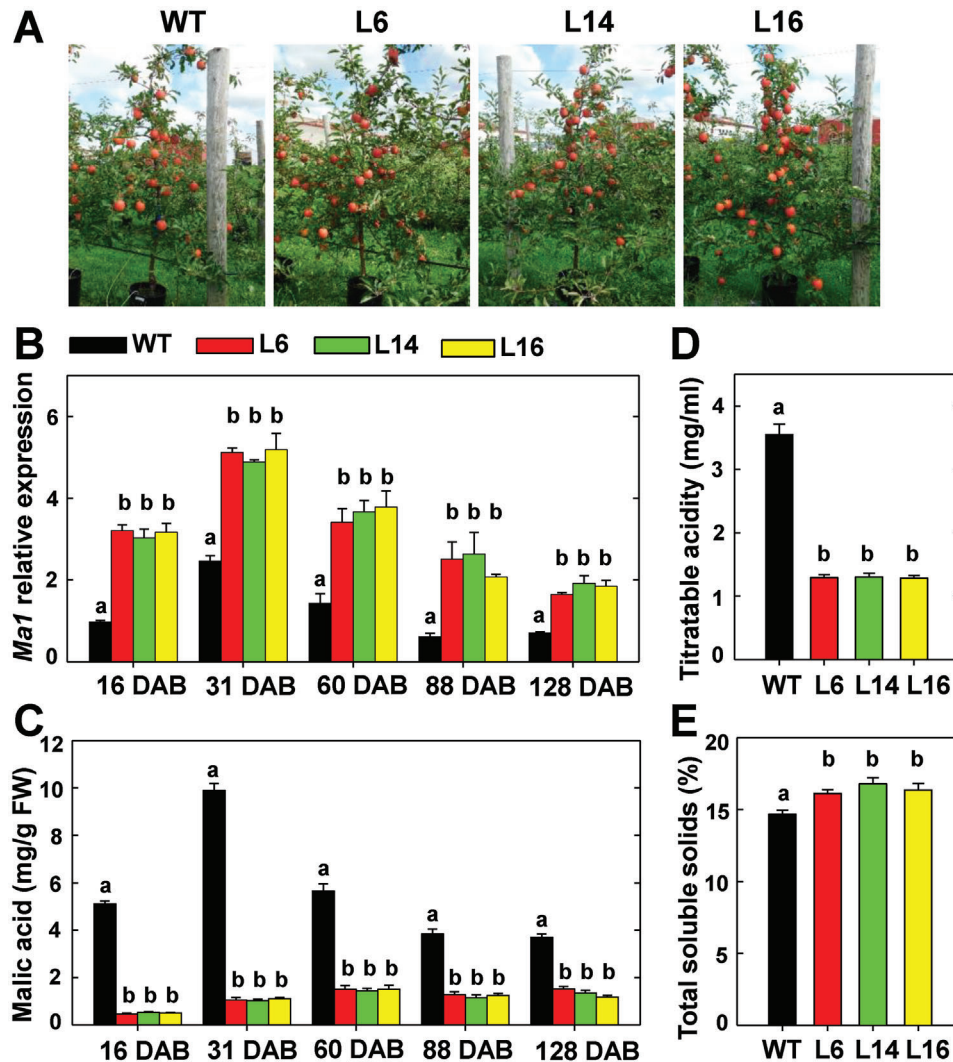 A
WT
L6
L14
L16
B
WT
L6
L14
L16
Ma1 relative expression
6
4
2
0
a
b b b
a
b b b
a
b b b
a
b b b
a
b b b
16 DAB
31 DAB
60 DAB
88 DAB
128 DAB
C
Malic acid (mg/g FW)
12
10
8
6
4
2
0
a
b b b
a
b b b
a
b b b
a
b b b
a
b b b
16 DAB
31 DAB
60 DAB
88 DAB
128 DAB
D
Titratable acidity (mg/ml)
4
3
2
1
0
a
b
b
b
WT
L6
L14
L16
E
Total soluble solids (%)
20
15
10
5
0
a
b
b
b
WT
L6
L14
L16